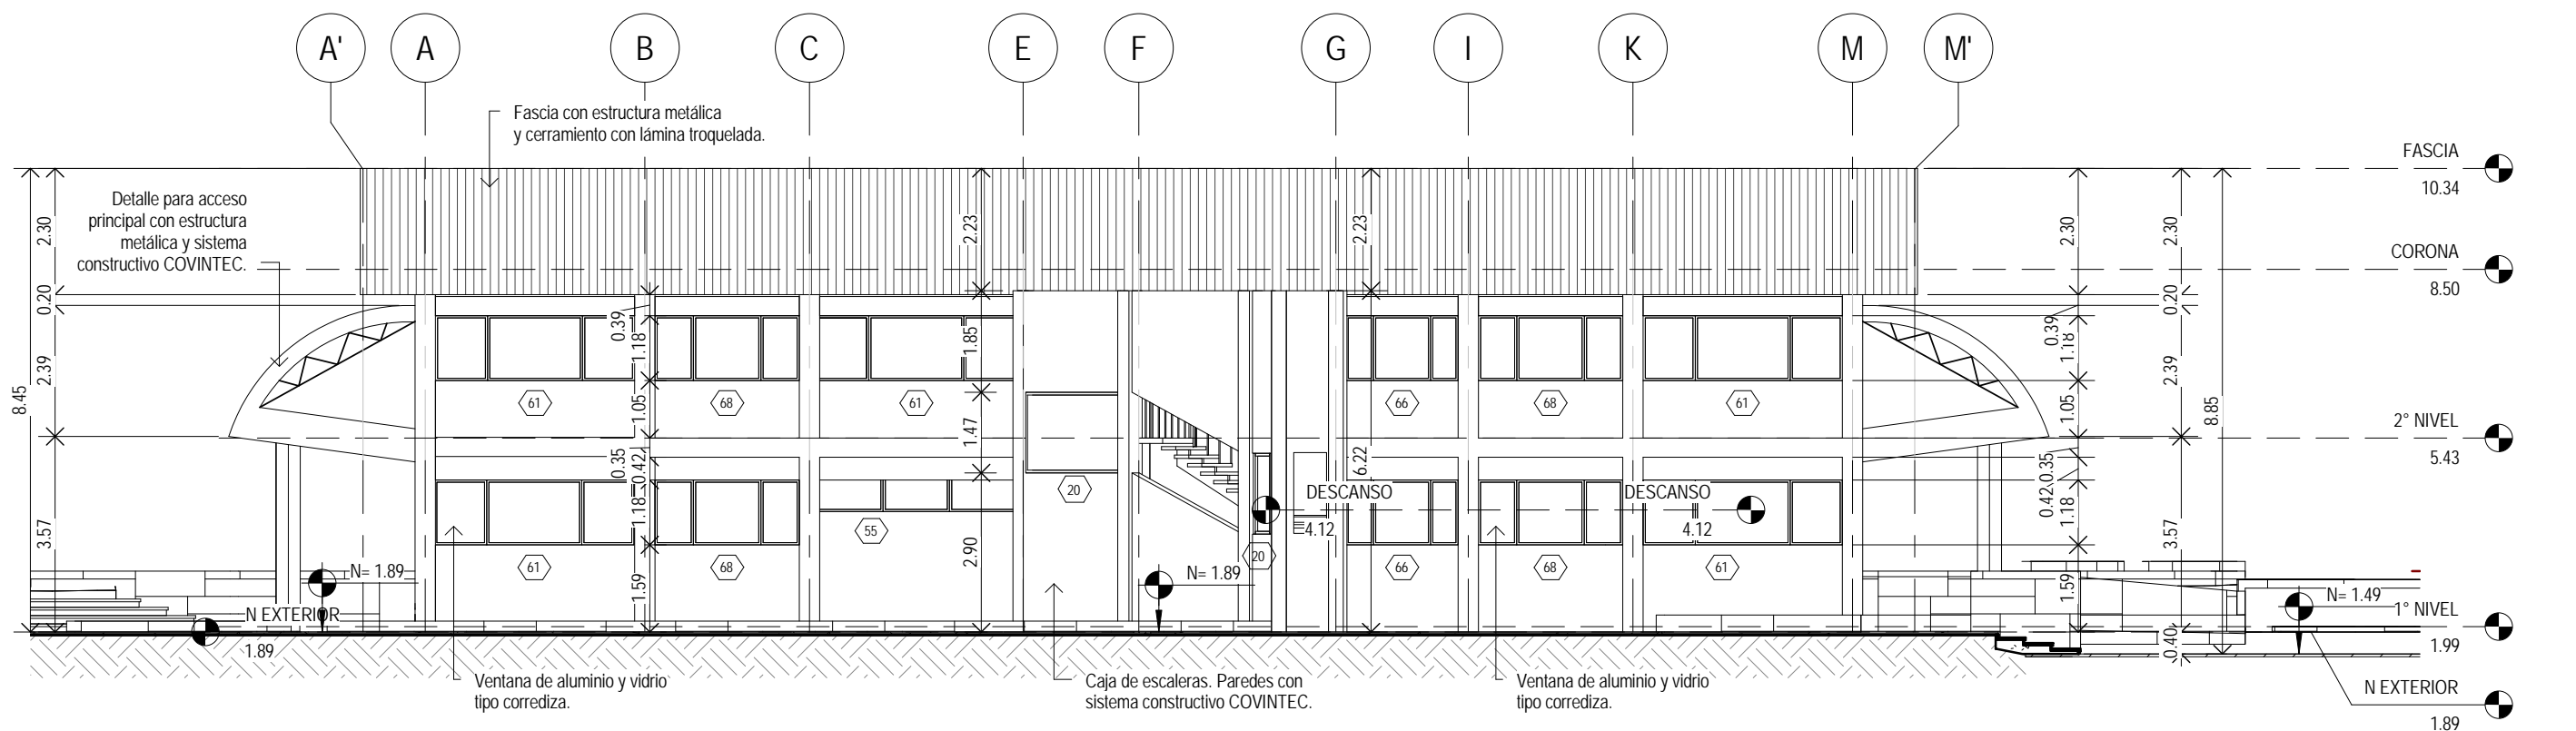 A'
A
B
C
E
F
G
I
K
M
M'
Fascia con estructura metálica
y cerramiento con lámina troquelada.
Detalle para acceso
principal con estructura
metálica y sistema
constructivo COVINTEC.
FASCIA
10.34
CORONA
8.50
2° NIVEL
5.43
1° NIVEL
1.99
N EXTERIOR
1.89
8.45
2.30
0.20
2.39
3.57
0.39
1.18
1.05
0.35
0.42
1.18
1.59
2.23
1.85
1.47
2.90
2.23
6.22
2.30
0.39
1.18
1.05
0.35
0.42
1.18
1.59
2.30
0.20
2.39
3.57
0.40
8.85
61
68
61
66
68
61
20
61
68
55
20
66
68
61
DESCANSO
4.12
DESCANSO
4.12
N= 1.89
N= 1.89
N= 1.49
N EXTERIOR
1.89
Ventana de aluminio y vidrio
tipo corrediza.
Caja de escaleras. Paredes con
sistema constructivo COVINTEC.
Ventana de aluminio y vidrio
tipo corrediza.